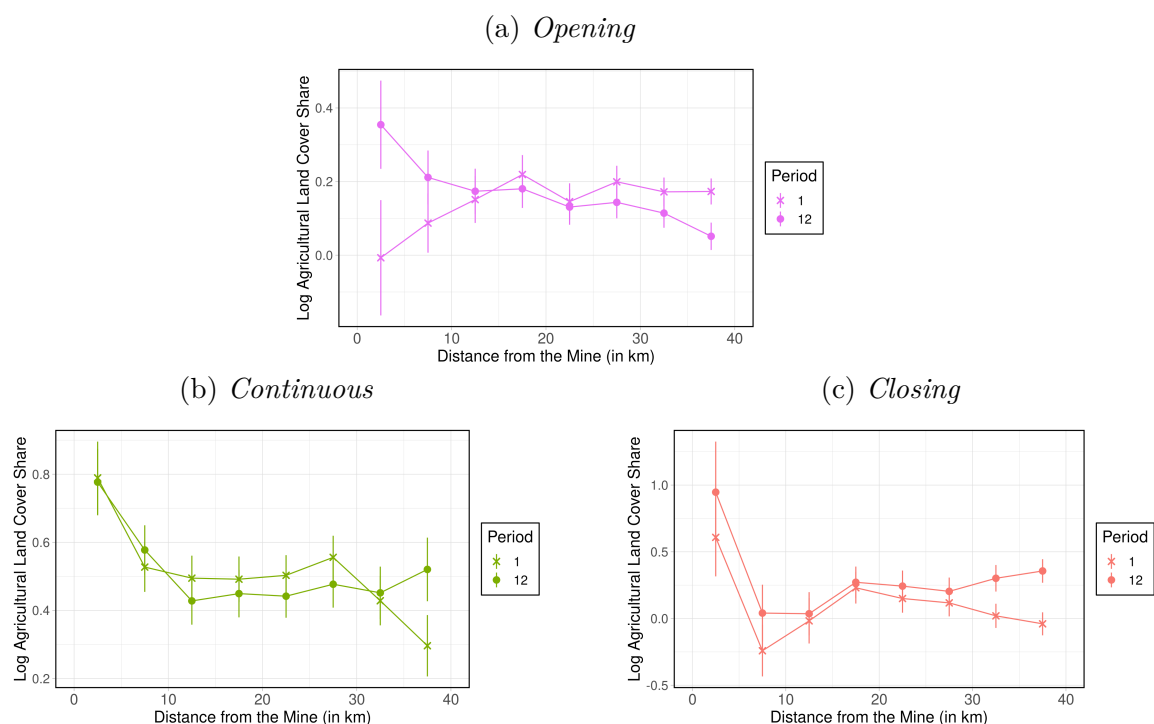 (a) Opening
Log Agricultural Land Cover Share
0.4
0.2
0.0
0
10
20
30
40
Distance from the Mine (in km)
Period
1
12
(b) Continuous
Log Agricultural Land Cover Share
0.8
0.6
0.4
0.2
0
10
20
30
40
Distance from the Mine (in km)
Period
1
12
(c) Closing
Log Agricultural Land Cover Share
1.0
0.5
0.0
-0.5
0
10
20
30
40
Distance from the Mine (in km)
Period
1
12